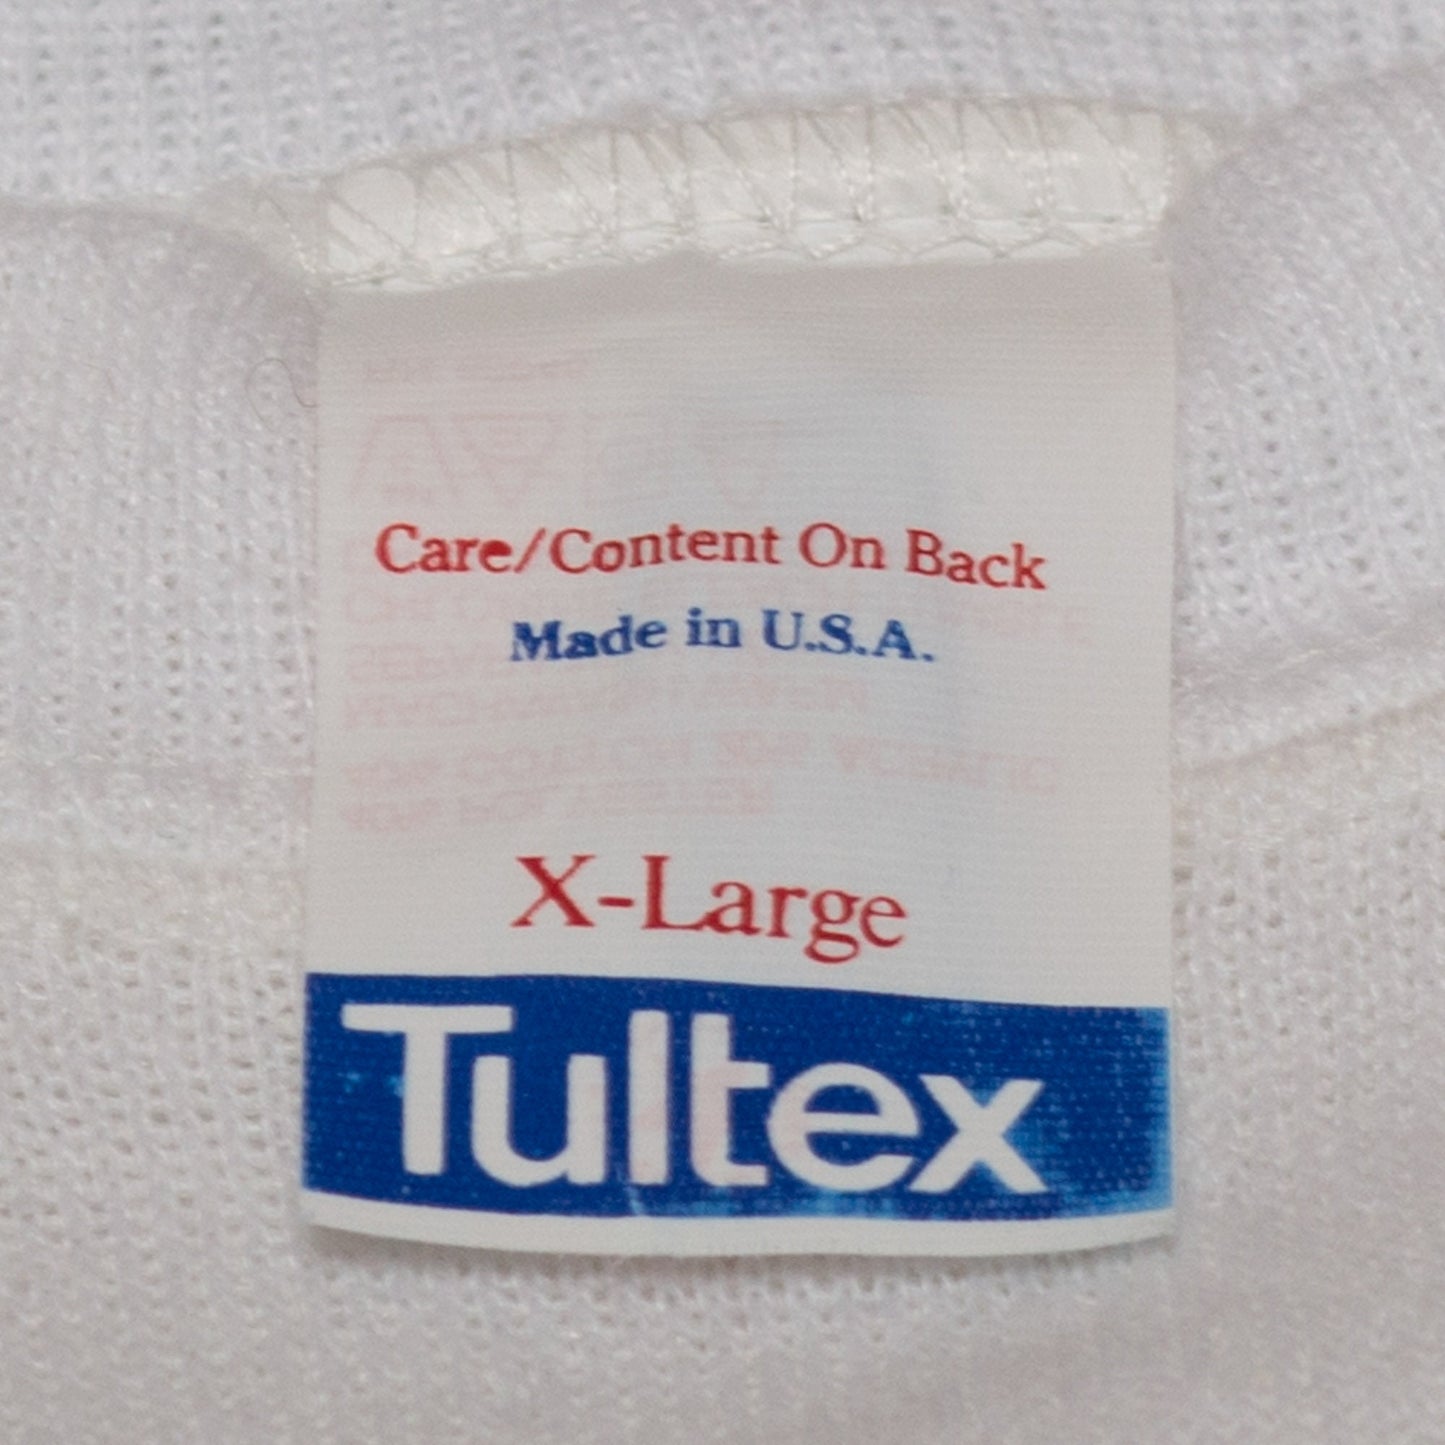 Care/Content On Back
Made in U.S.A.
X-Large
Tultex